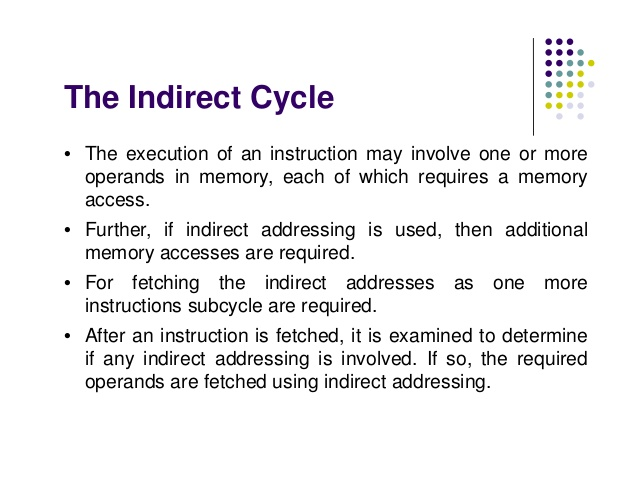 The Indirect Cycle
• The execution of an instruction may involve one or more
operands in memory, each of which requires a memory
access.
• Further, if indirect addressing is used, then additional
memory accesses are required.
• For fetching the indirect addresses as one more
instructions subcycle are required.
• After an instruction is fetched, it is examined to determine
if any indirect addressing is involved. If so, the required
operands are fetched using indirect addressing.